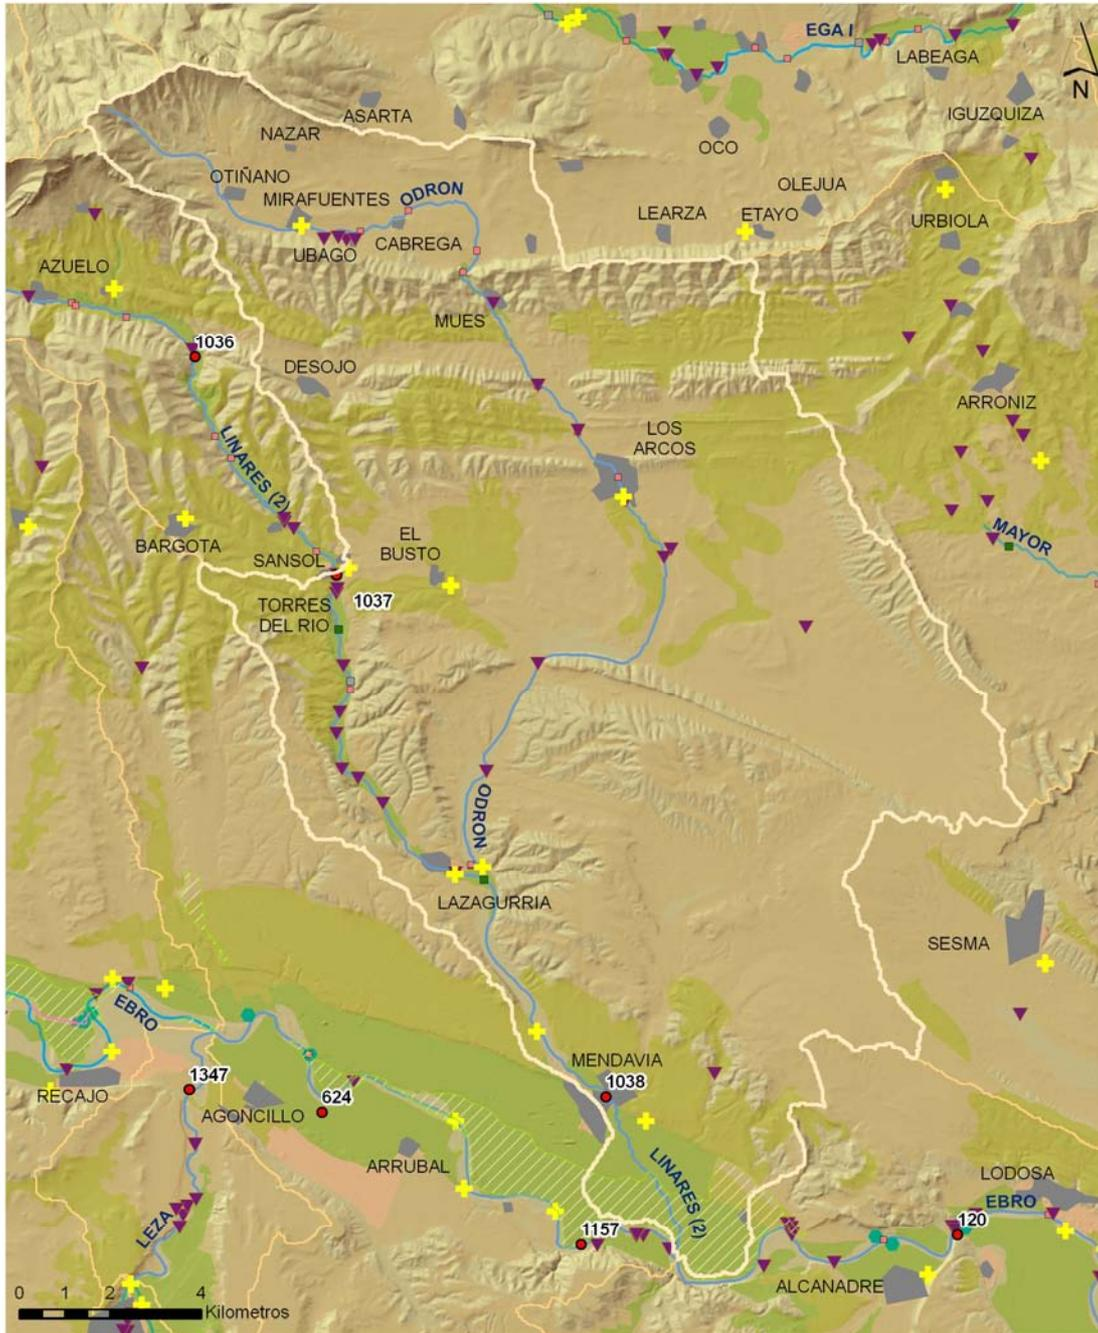 EGA I
LABEAGA
N
IGUZQUIZA
ASARTA
NAZAR
OCO
OTIÑANO
MIRAFUENTES
ODRON
OLEJUA
LEARZA
ETAYO
URBIOLA
UBAGO
CABREGA
AZUELO
MUES
1036
DESOJO
ARRONIZ
LOS
ARCOS
LINARES (2)
BARGOTA
MAYOR
SANSOL
EL
BUSTO
1037
TORRES
DEL RIO
ODRON
LAZAGURRIA
SESMA
EBRO
MENDAVIA
1038
RECAJO
1347
AGONCILLO
624
ARRUBAL
LINARES (2)
LODOSA
EBRO
LEZA
1157
120
ALCANADRE
0 1 2 4
Kilometros